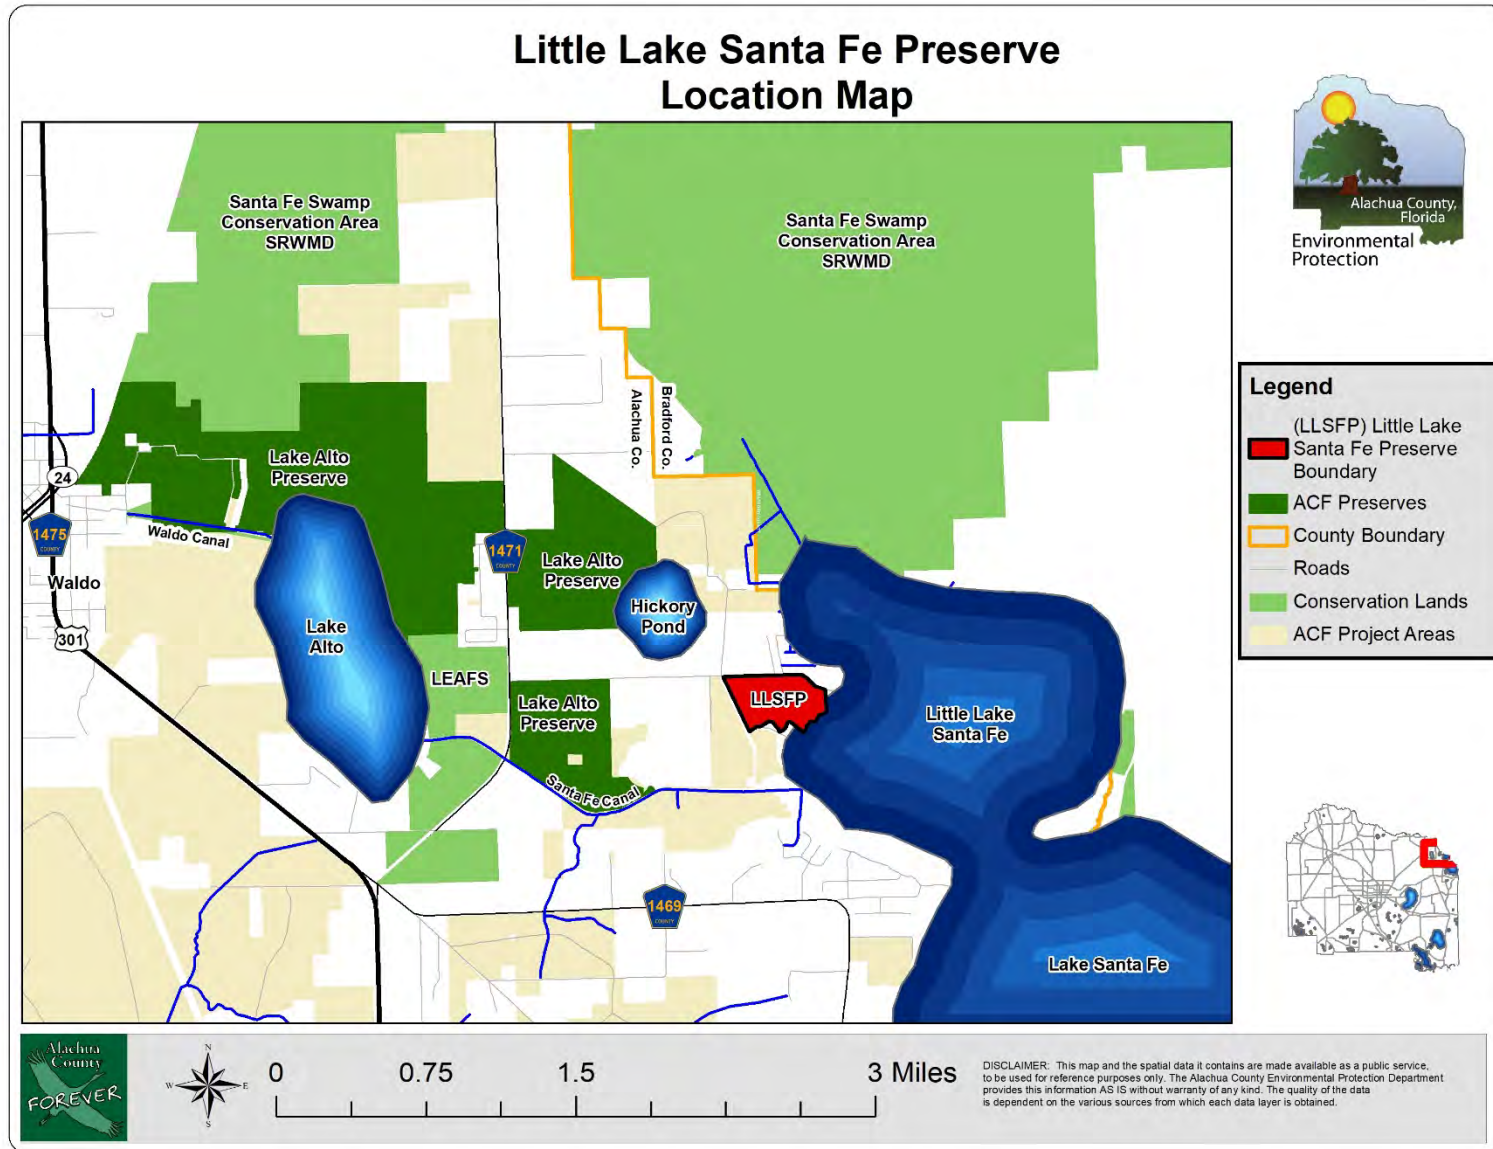 Little Lake Santa Fe Preserve
Location Map
Alachua County,
Florida
Environmental
Protection
Santa Fe Swamp
Conservation Area
SRWMD
Santa Fe Swamp
Conservation Area
SRWMD
Alachua Co.
Bradford Co.
Lake Alto
Preserve
24
1475
COUNTY
Waldo Canal
Waldo
301
1471
COUNTY
Lake Alto
Preserve
Hickory
Pond
Lake
Alto
LEAFS
Lake Alto
Preserve
LLSFP
Little Lake
Santa Fe
Santa Fe Canal
1469
COUNTY
Lake Santa Fe
Legend
(LLSFP) Little Lake
Santa Fe Preserve
Boundary
ACF Preserves
County Boundary
Roads
Conservation Lands
ACF Project Areas
Alachua
County
FOREVER
N
W
E
S
0
0.75
1.5
3 Miles
DISCLAIMER: This map and the spatial data it contains are made available as a public service,
to be used for reference purposes only. The Alachua County Environmental Protection Department
provides this information AS IS without warranty of any kind. The quality of the data
is dependent on the various sources from which each data layer is obtained.